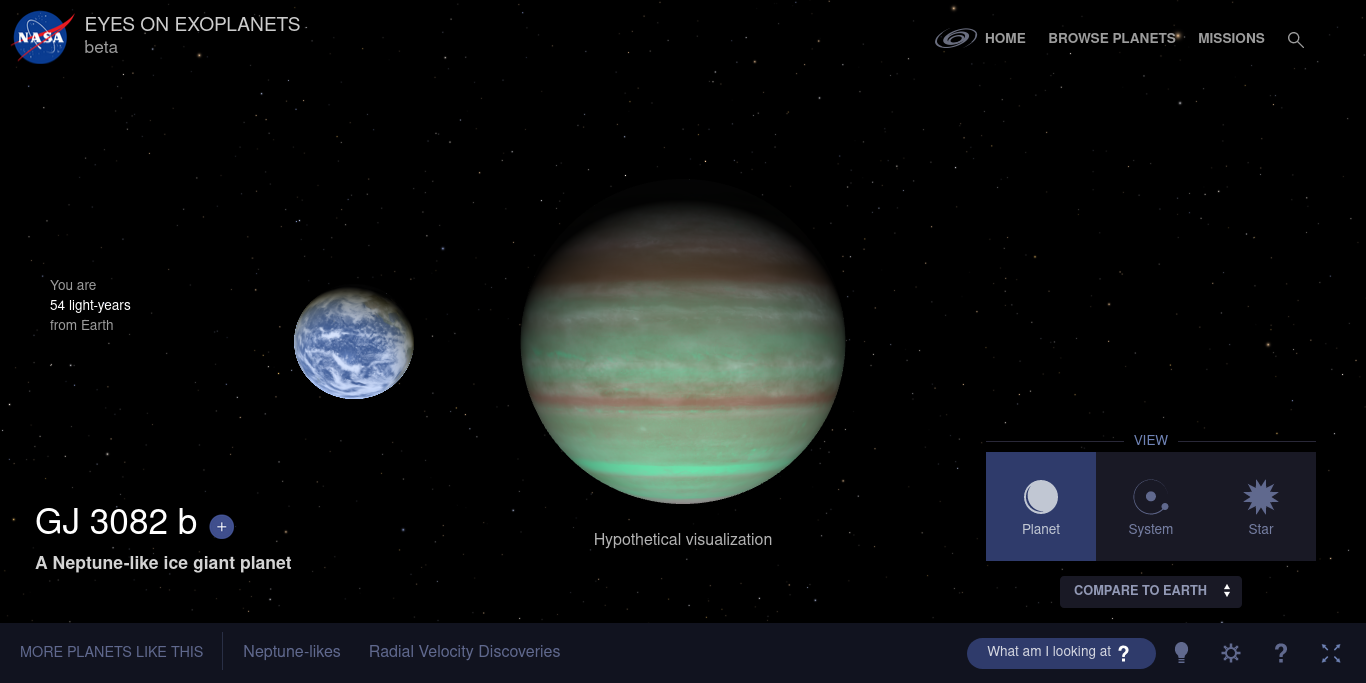 NASA
EYES ON EXOPLANETS
beta
HOME
BROWSE PLANETS
MISSIONS
You are
54 light-years
from Earth
VIEW
Planet
System
Star
GJ 3082 b +
A Neptune-like ice giant planet
Hypothetical visualization
COMPARE TO EARTH
MORE PLANETS LIKE THIS
Neptune-likes
Radial Velocity Discoveries
What am I looking at ?
?